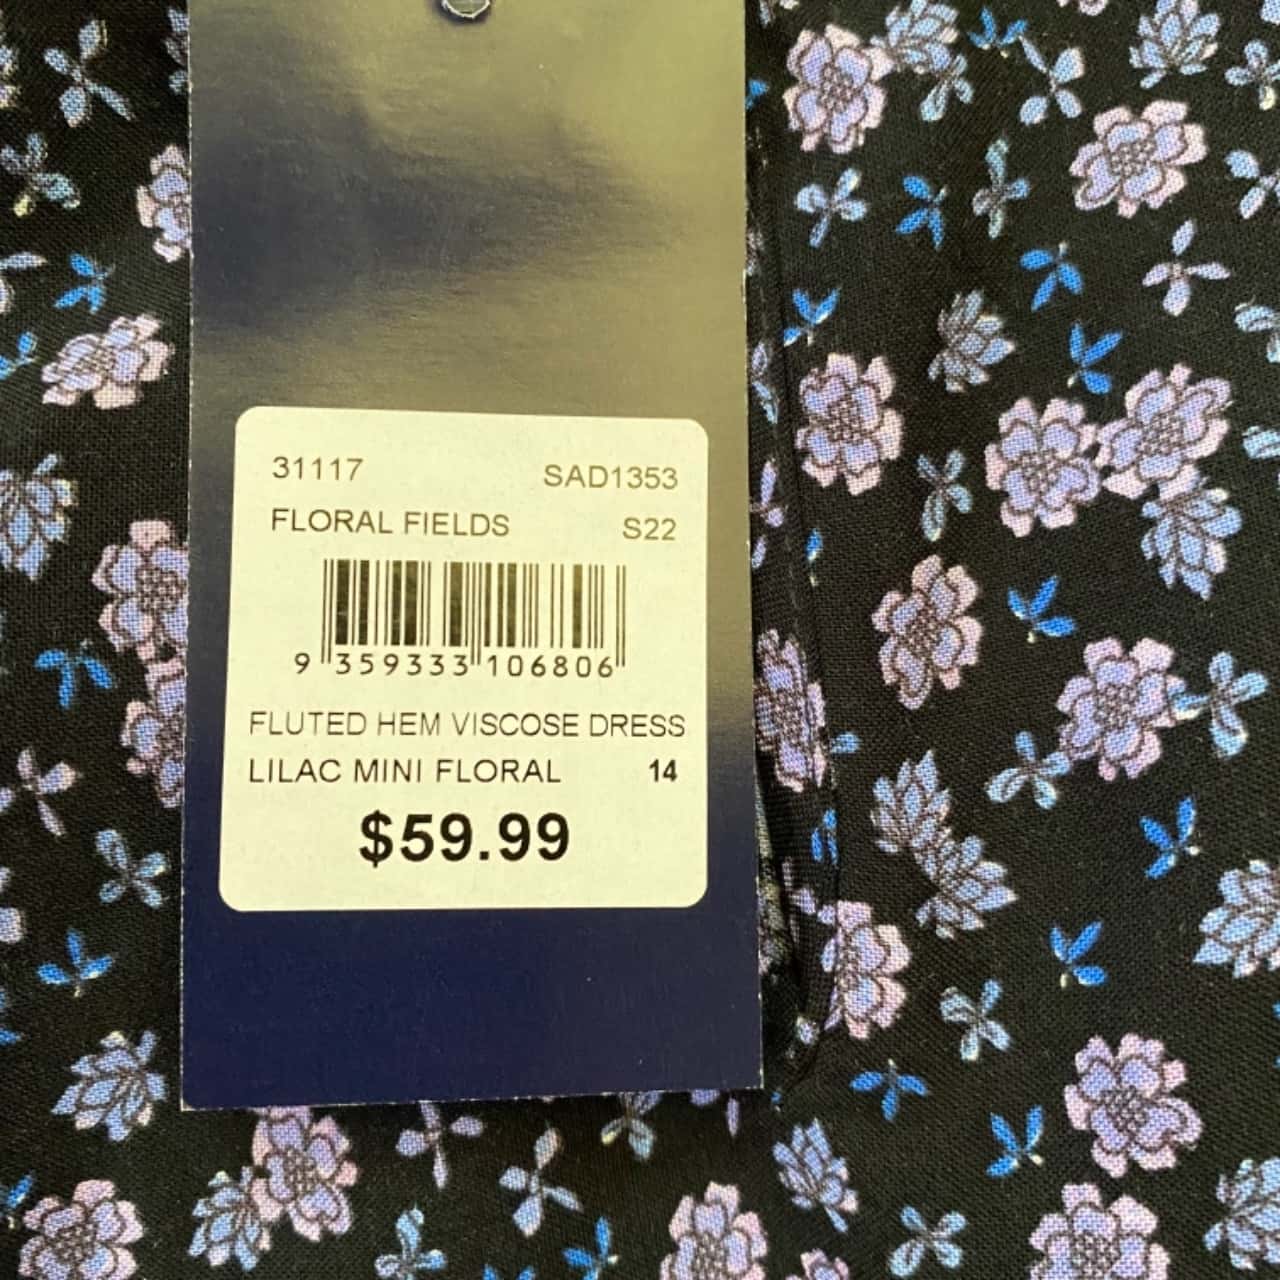 31117 SAD1353
FLORAL FIELDS S22
9 359333 106806
FLUTED HEM VISCOSE DRESS
LILAC MINI FLORAL 14
$59.99